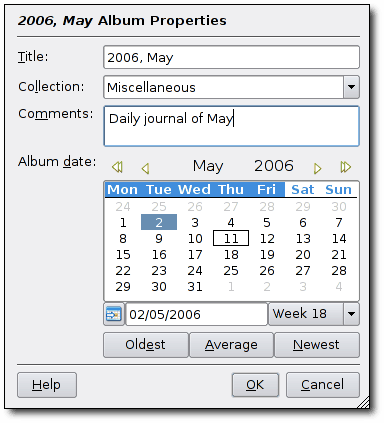 2006, May Album Properties
Title: 2006, May
Collection: Miscellaneous
Comments: Daily journal of May
Album date: May 2006
Mon Tue Wed Thu Fri Sat Sun
24 25 26 27 28 29 30
1 2 3 4 5 6 7
8 9 10 11 12 13 14
15 16 17 18 19 20 21
22 23 24 25 26 27 28
29 30 31 1 2 3 4
02/05/2006 Week 18
Oldest Average Newest
Help OK Cancel